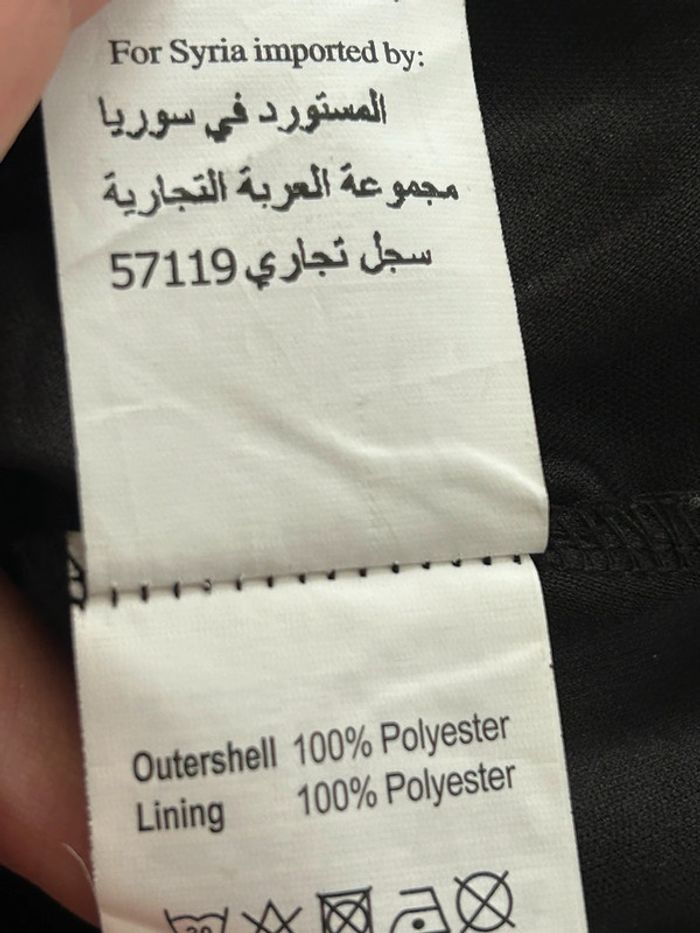 For Syria imported by:
المستورد في سوريا
مجموعة العربة التجارية
سجل تجاري 57119
Outershell 100% Polyester
Lining 100% Polyester
30